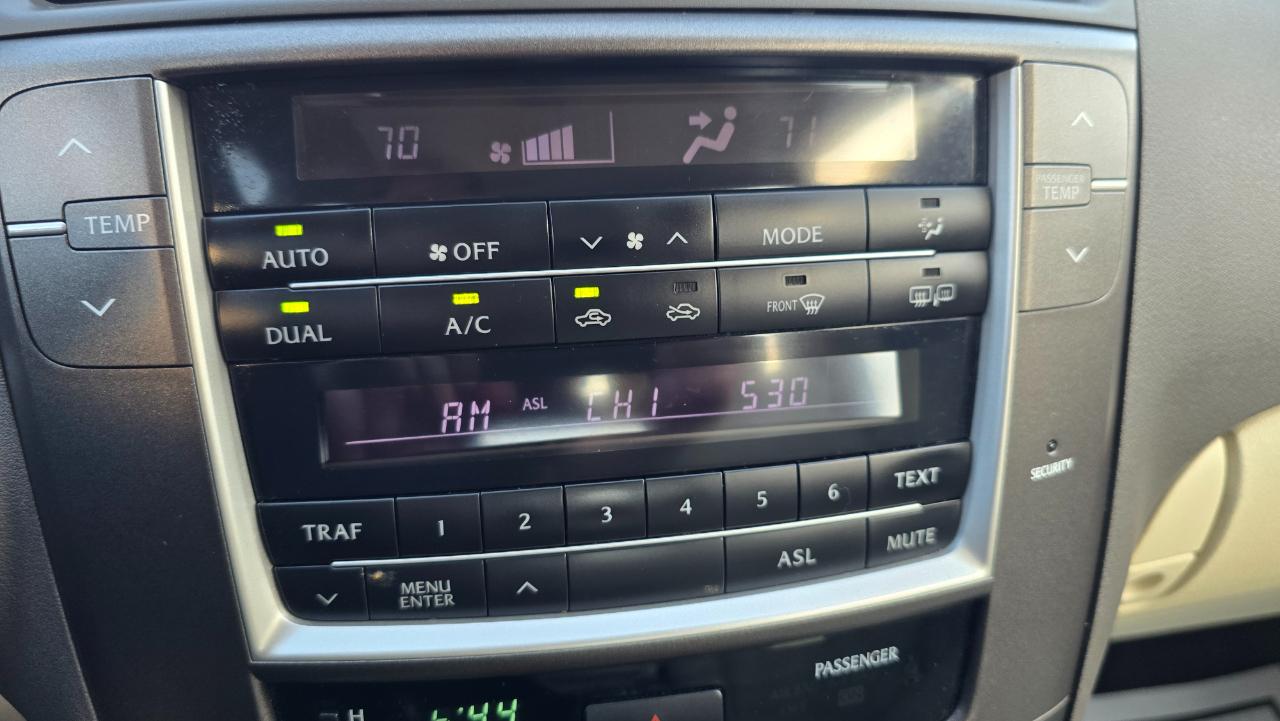 70 71
TEMP
PASSENGER
TEMP
AUTO OFF MODE
DUAL A/C FRONT
AM ASL CH1 530
SECURITY
TRAF 1 2 3 4 5 6 TEXT
MENU
ENTER
ASL MUTE
PASSENGER
H